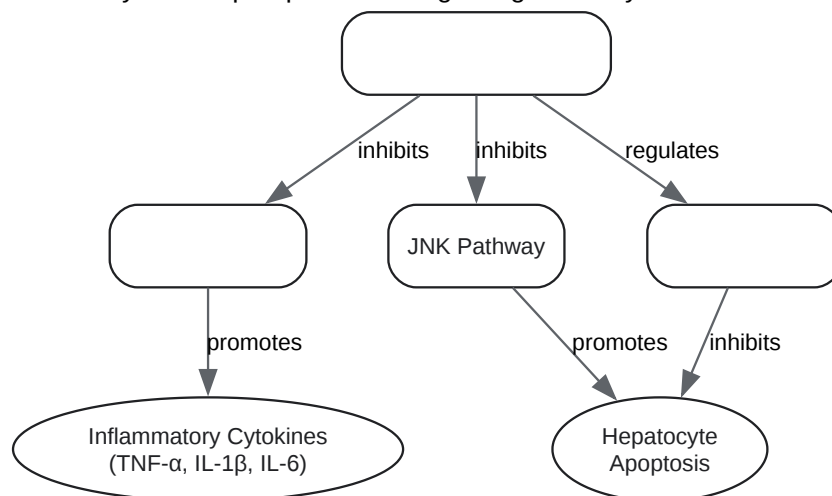 inhibits
inhibits
regulates
JNK Pathway
promotes
promotes
inhibits
Inflammatory Cytokines
(TNF-α, IL-1β, IL-6)
Hepatocyte
Apoptosis